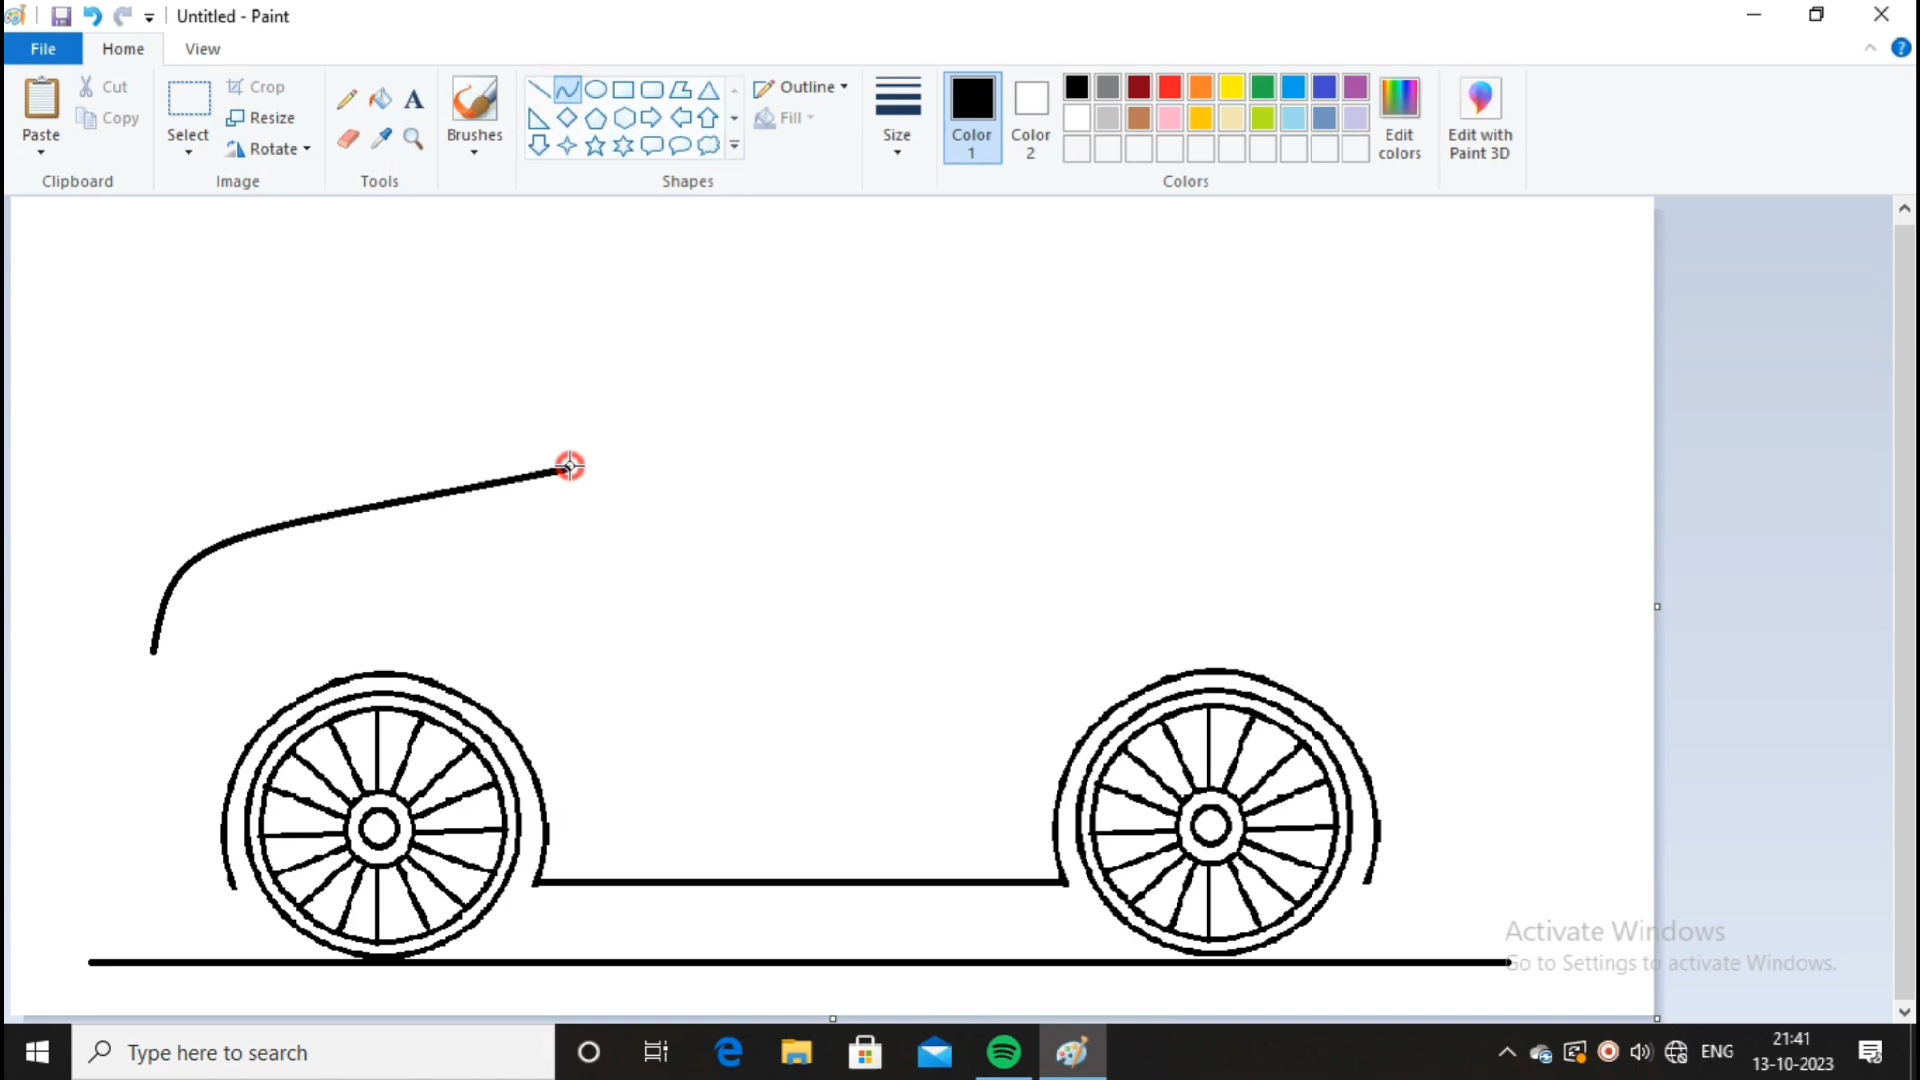 Untitled - Paint
File Home View
Paste Cut Copy Clipboard
Select Crop Resize Rotate Image
A
Tools
Brushes
Shapes
Outline Fill
Size
Color 1
Color 2
Edit colors
Colors
Edit with Paint 3D
?
Activate Windows
Go to Settings to activate Windows.
Type here to search
ENG
21:41
13-10-2023